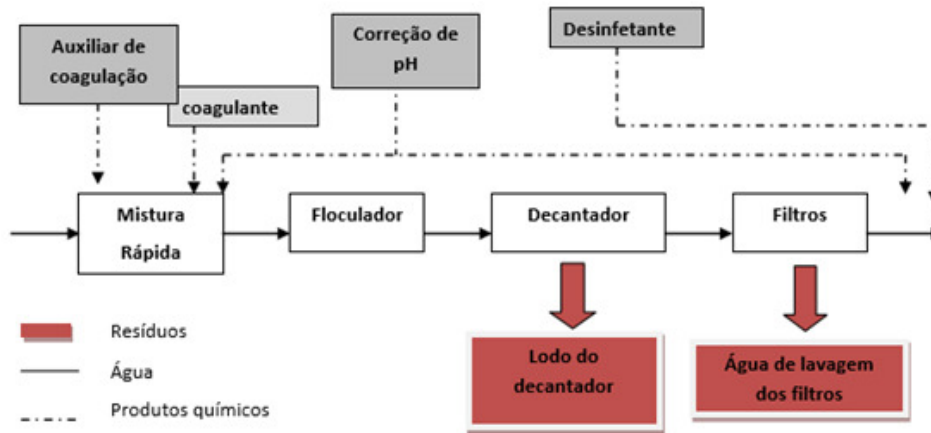 Auxiliar de
coagulação
coagulante
Correção de
pH
Desinfetante
Mistura
Rápida
Floculador
Decantador
Filtros
Resíduos
Água
Produtos químicos
Lodo do
decantador
Água de lavagem
dos filtros